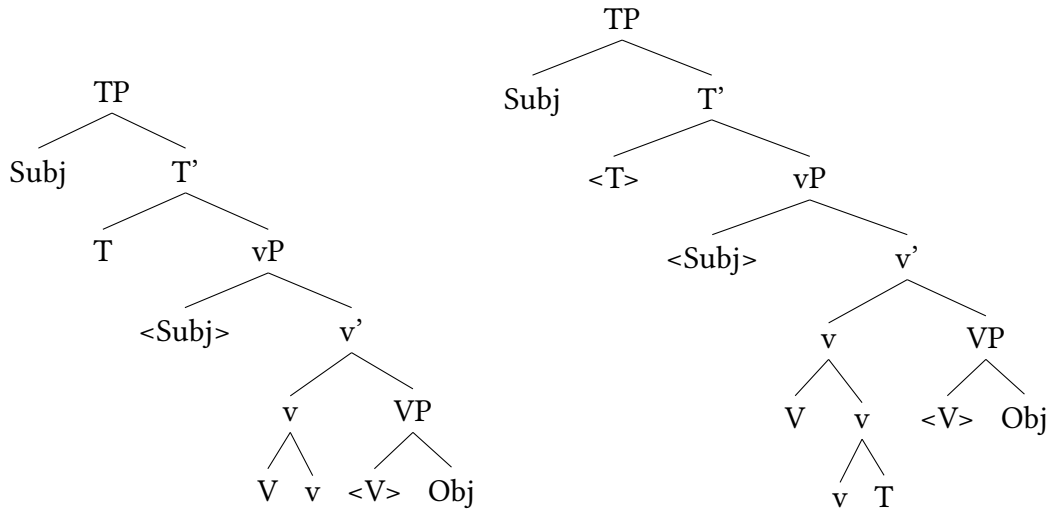 TP
Subj T’
T vP
<Subj> v’
v VP
V v <V> Obj
TP
Subj T’
<T> vP
<Subj> v’
v VP
V v <V> Obj
v T